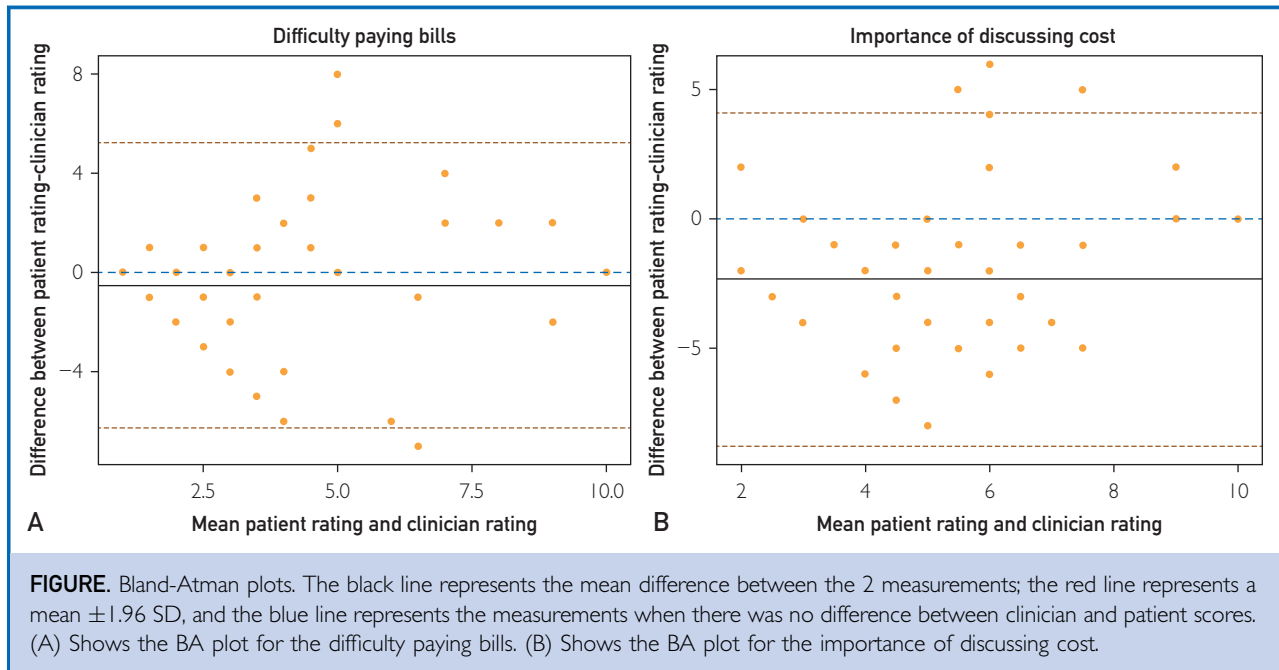 Difficulty paying bills
Difference between patient rating-clinician rating
8
4
0
−4
2.5 5.0 7.5 10.0
A Mean patient rating and clinician rating
Importance of discussing cost
Difference between patient rating-clinician rating
5
0
−5
2 4 6 8 10
B Mean patient rating and clinician rating
FIGURE. Bland-Atman plots. The black line represents the mean difference between the 2 measurements; the red line represents a
mean ±1.96 SD, and the blue line represents the measurements when there was no difference between clinician and patient scores.
(A) Shows the BA plot for the difficulty paying bills. (B) Shows the BA plot for the importance of discussing cost.